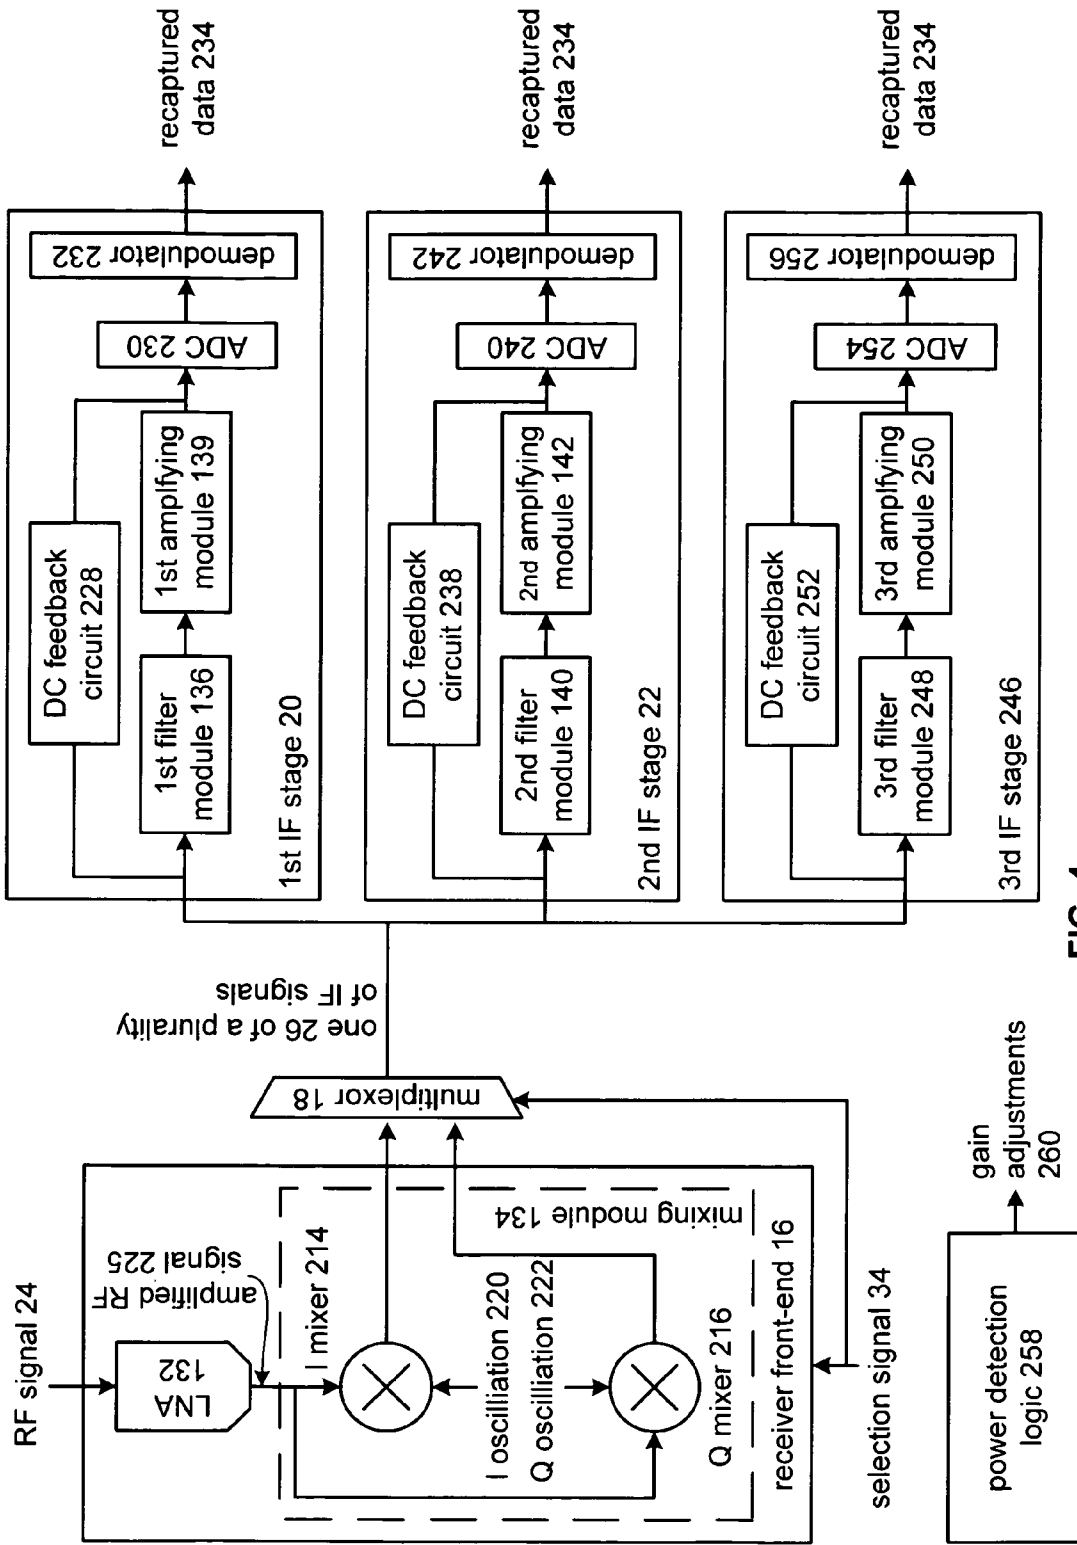 RF signal 24
LNA
132
amplified RF
signal 225
I mixer 214
I oscilliation 220
Q oscilliation 222
Q mixer 216
mixing module 134
receiver front-end 16
selection signal 34
multiplexor 18
one 26 of a plurality
of IF signals
DC feedback
circuit 228
1st filter
module 136
1st amplfying
module 139
ADC 230
demodulator 232
1st IF stage 20
recaptured
data 234
DC feedback
circuit 238
2nd filter
module 140
2nd amplfying
module 142
ADC 240
demodulator 242
2nd IF stage 22
recaptured
data 234
DC feedback
circuit 252
3rd filter
module 248
3rd amplfying
module 250
ADC 254
demodulator 256
3rd IF stage 246
recaptured
data 234
power detection
logic 258
gain
adjustments
260